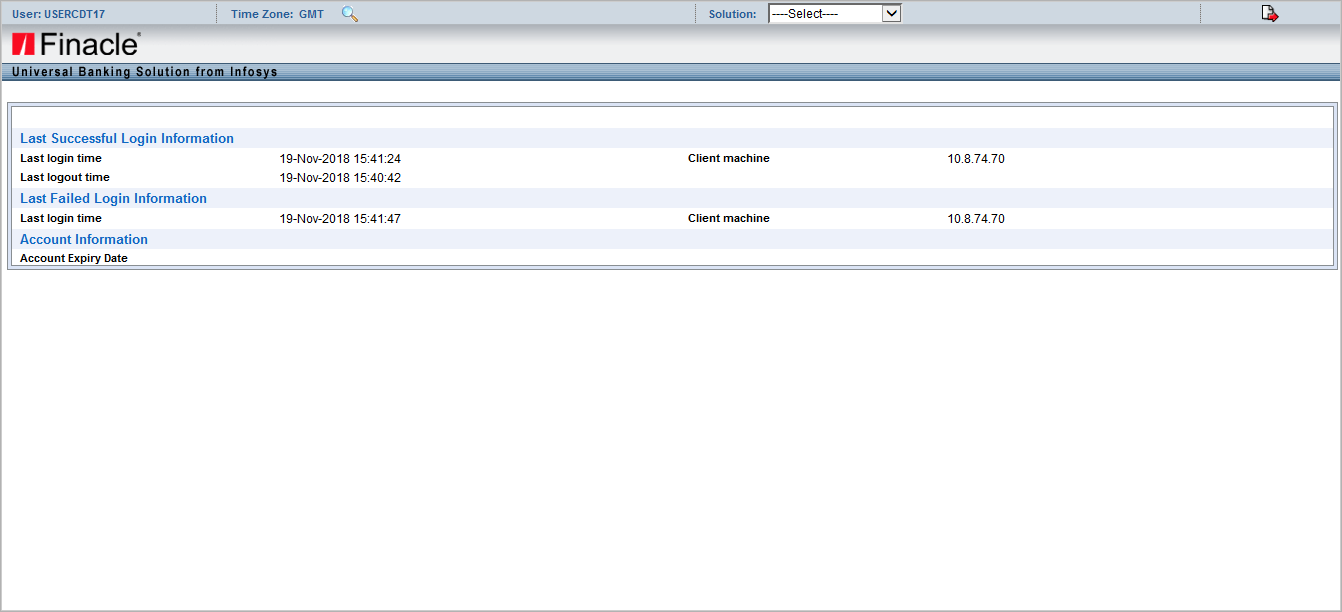 User: USERCDT17 Time Zone: GMT Solution: ----Select----
Finacle®
Universal Banking Solution from Infosys
Last Successful Login Information
Last login time 19-Nov-2018 15:41:24 Client machine 10.8.74.70
Last logout time 19-Nov-2018 15:40:42
Last Failed Login Information
Last login time 19-Nov-2018 15:41:47 Client machine 10.8.74.70
Account Information
Account Expiry Date